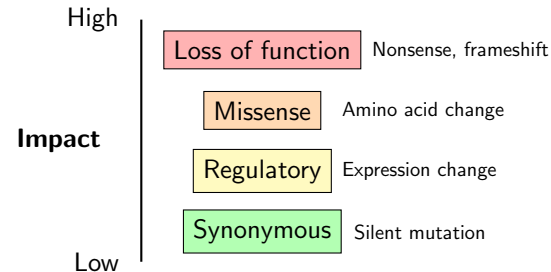 High
Loss of function Nonsense, frameshift
Missense Amino acid change
Impact
Regulatory Expression change
Synonymous Silent mutation
Low